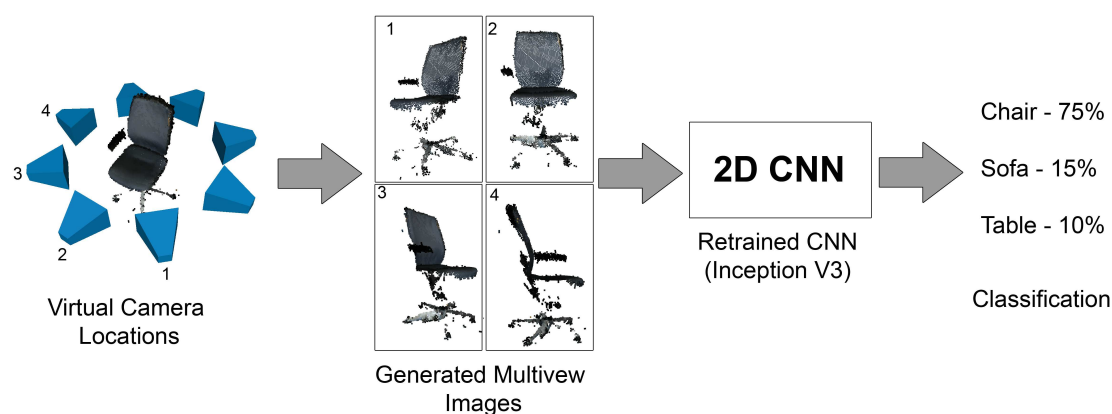 4
3
2
1
Virtual Camera
Locations
1
2
3
4
Generated Multivew
Images
2D CNN
Retrained CNN
(Inception V3)
Chair - 75%
Sofa - 15%
Table - 10%
Classification